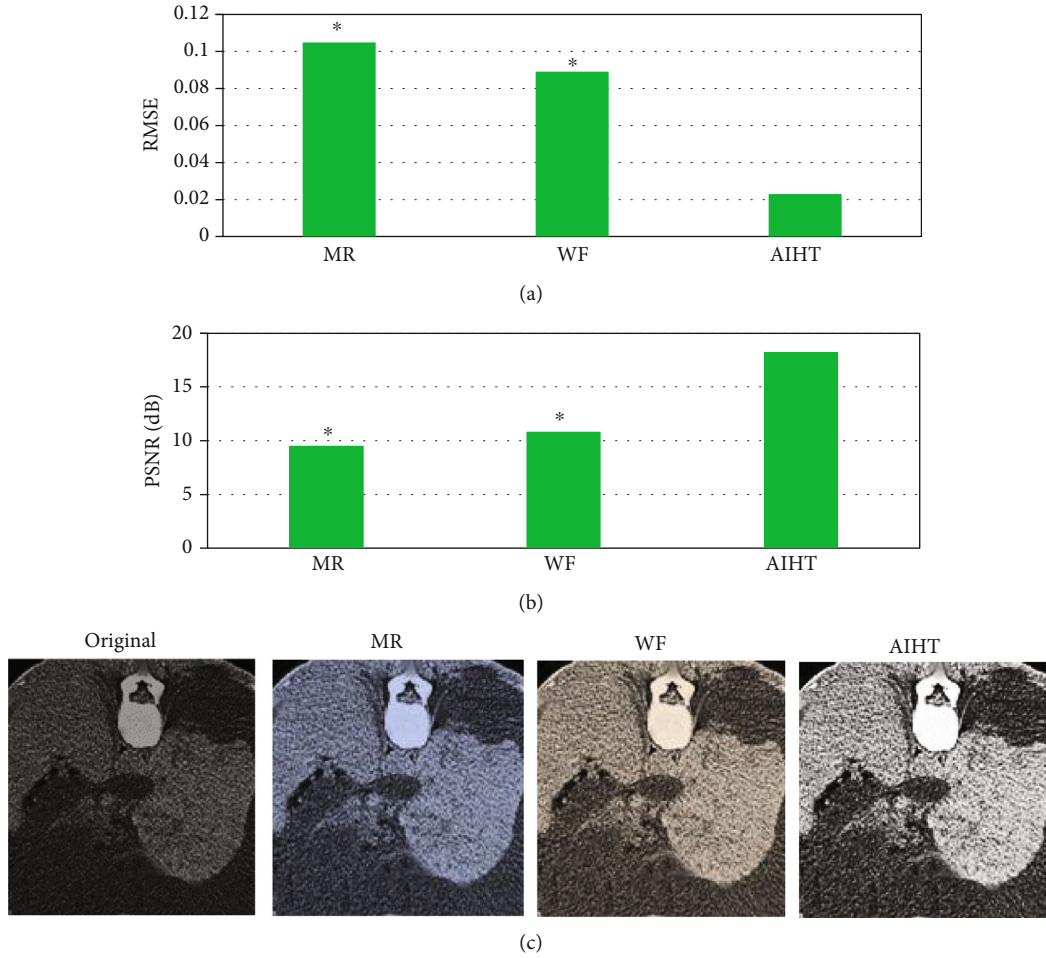 0.12
0.1
0.08
0.06
0.04
0.02
0
RMSE
*
*
MR WF AIHT
(a)
20
15
10
5
0
PSNR (dB)
*
*
MR WF AIHT
(b)
Original MR WF AIHT
(c)